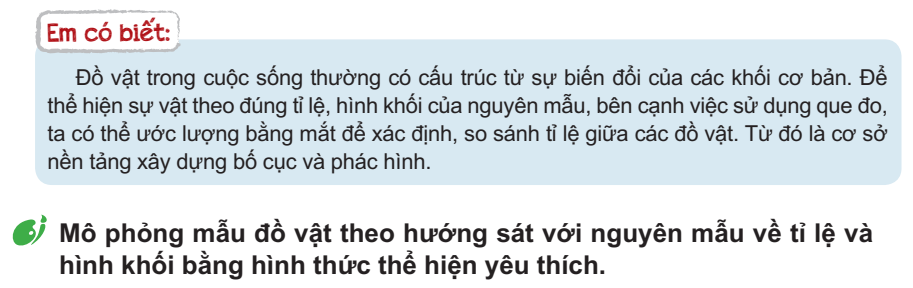 Em có biết:
Đồ vật trong cuộc sống thường có cấu trúc từ sự biến đổi của các khối cơ bản. Để
thể hiện sự vật theo đúng tỉ lệ, hình khối của nguyên mẫu, bên cạnh việc sử dụng que đo,
ta có thể ước lượng bằng mắt để xác định, so sánh tỉ lệ giữa các đồ vật. Từ đó là cơ sở
nền tảng xây dựng bố cục và phác hình.
Mô phỏng mẫu đồ vật theo hướng sát với nguyên mẫu về tỉ lệ và
hình khối bằng hình thức thể hiện yêu thích.